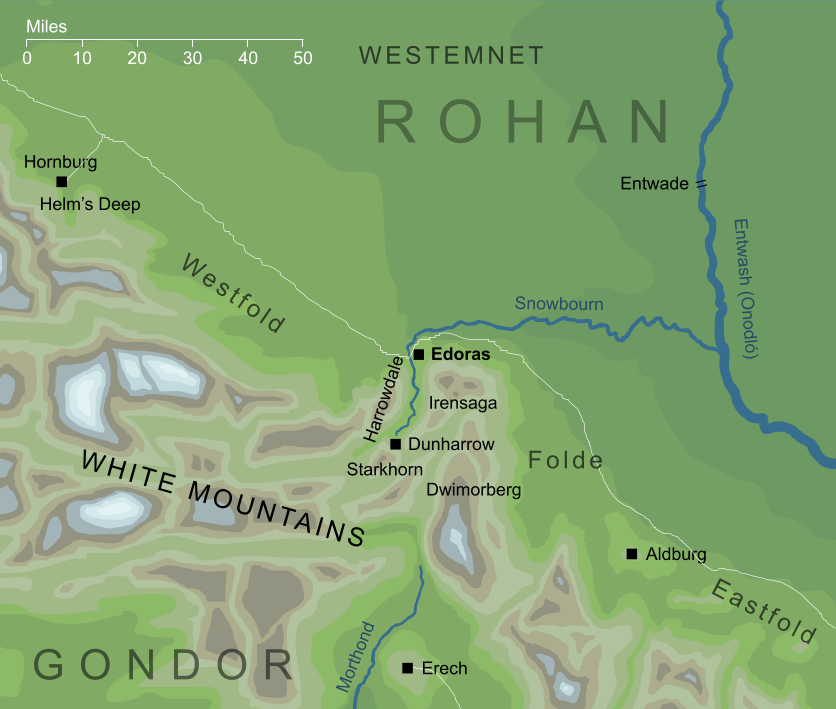 Miles
0 10 20 30 40 50
WESTEMNET
ROHAN
Hornburg
Helm's Deep
Entwade
Entwash (Onodló)
Westfold
Snowbourn
Edoras
Harrowdale
Irensaga
Dunharrow
Starkhorn
Folde
WHITE MOUNTAINS
Dwimorberg
Aldburg
Eastfold
GONDOR
Morthond
Erech